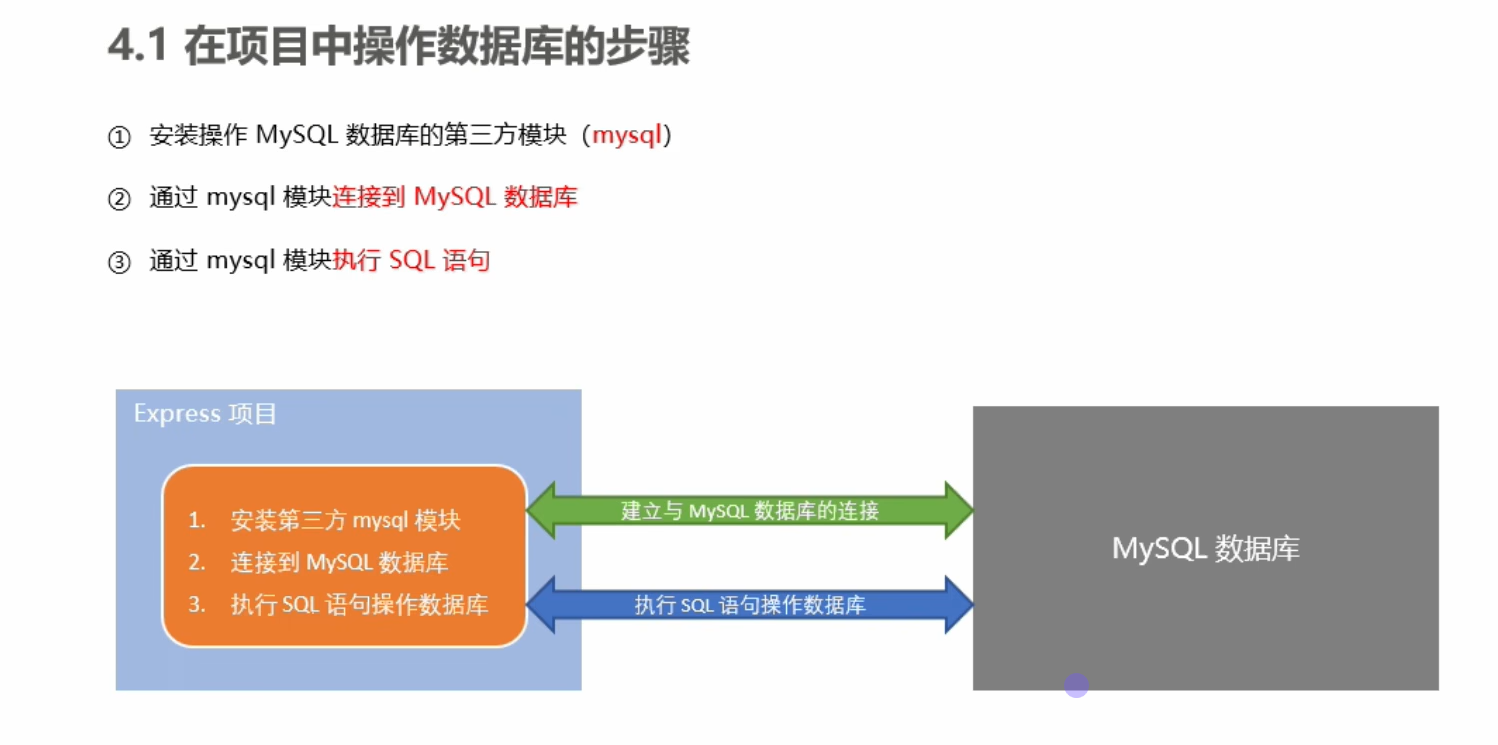 4.1 在项目中操作数据库的步骤
① 安装操作 MySQL 数据库的第三方模块（mysql）
② 通过 mysql 模块连接到 MySQL 数据库
③ 通过 mysql 模块执行 SQL 语句
Express 项目
1. 安装第三方 mysql 模块
2. 连接到 MySQL 数据库
3. 执行 SQL 语句操作数据库
建立与 MySQL 数据库的连接
执行 SQL 语句操作数据库
MySQL 数据库